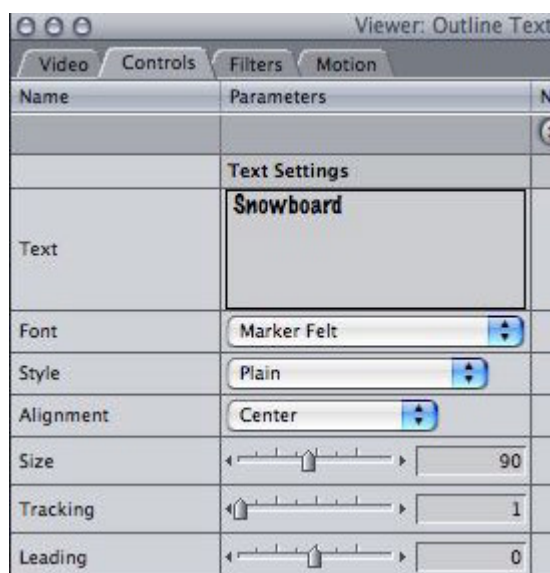 Viewer: Outline Text
Video Controls Filters Motion
Name Parameters N
Text Settings
Text Snowboard
Font Marker Felt
Style Plain
Alignment Center
Size 90
Tracking 1
Leading 0